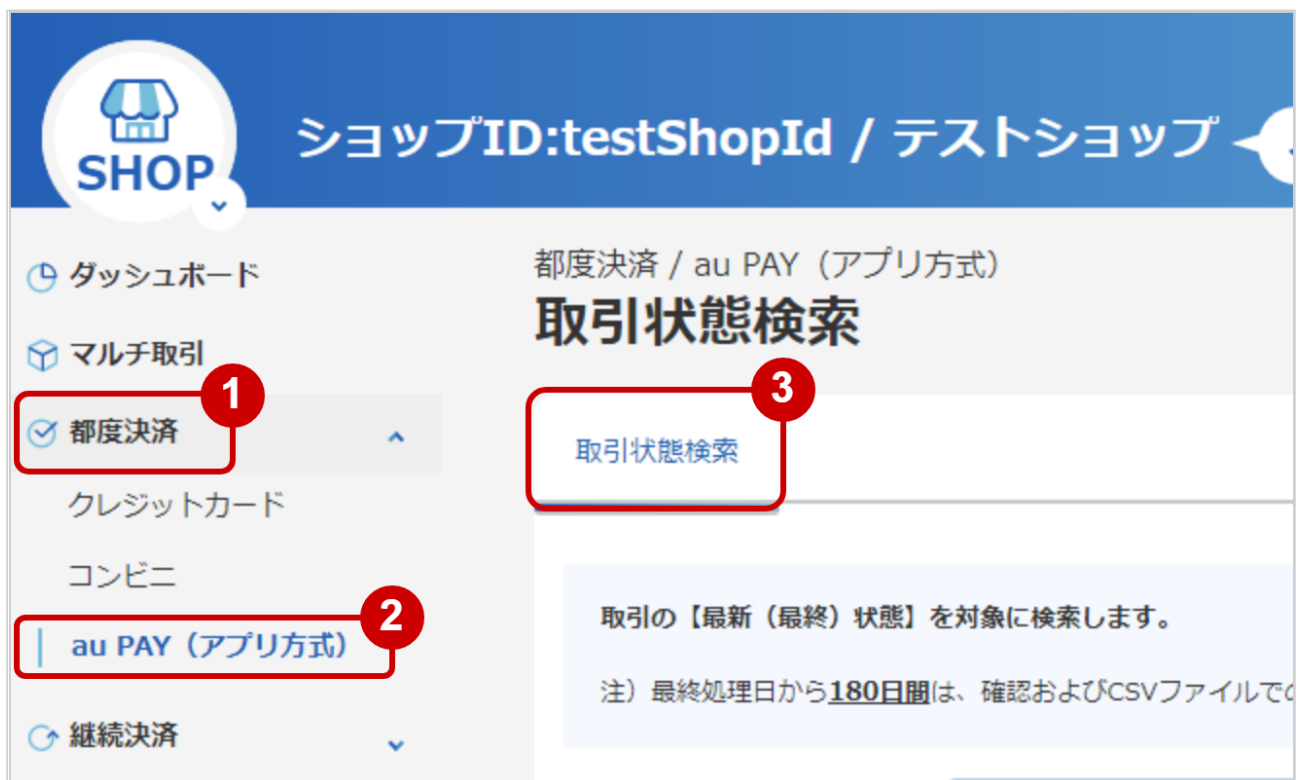 SHOP
ショップID:testShopId / テストショップ
ダッシュボード
マルチ取引
1
都度決済
クレジットカード
コンビニ
2
au PAY（アプリ方式）
継続決済
都度決済 / au PAY（アプリ方式）
取引状態検索
3
取引状態検索
取引の【最新（最終）状態】を対象に検索します。
注）最終処理日から180日間は、確認およびCSVファイルでの